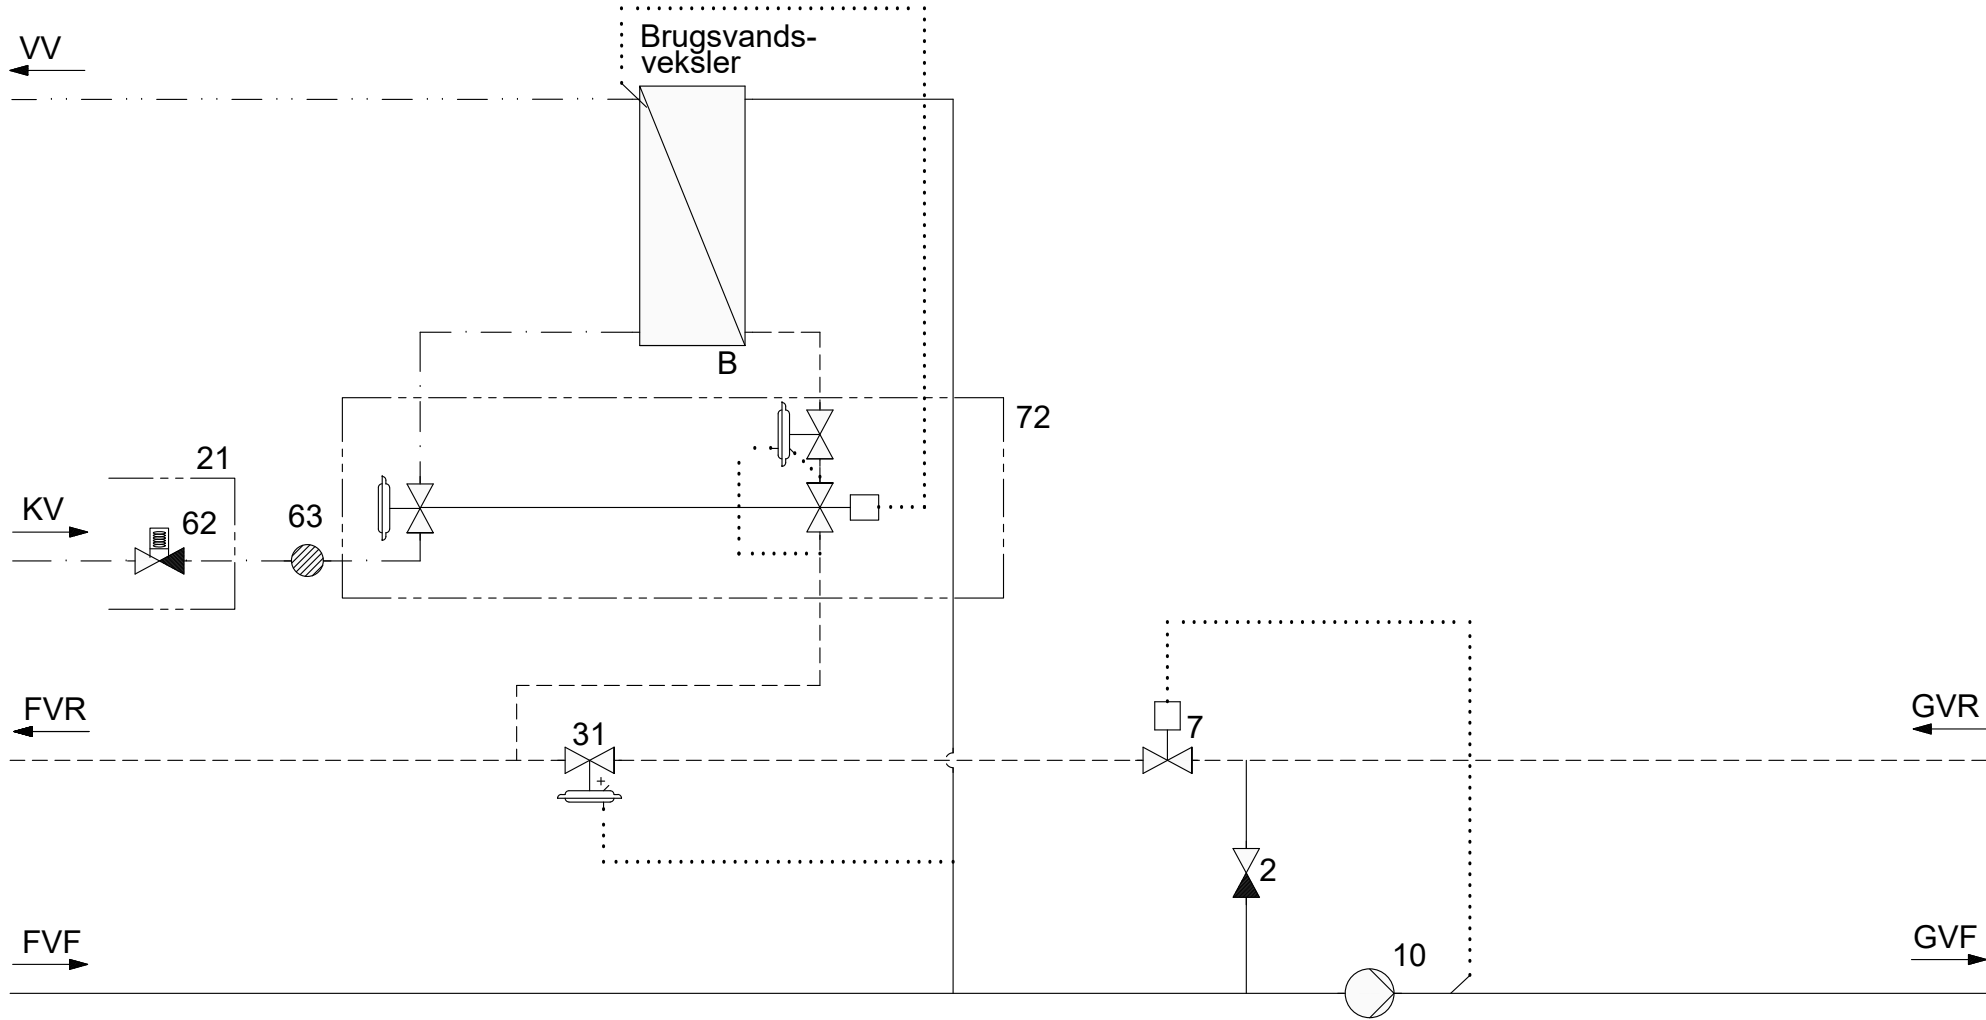 VV
Brugsvands-
veksler
B
72
21
KV
62
63
FVR
31
7
GVR
2
FVF
10
GVF